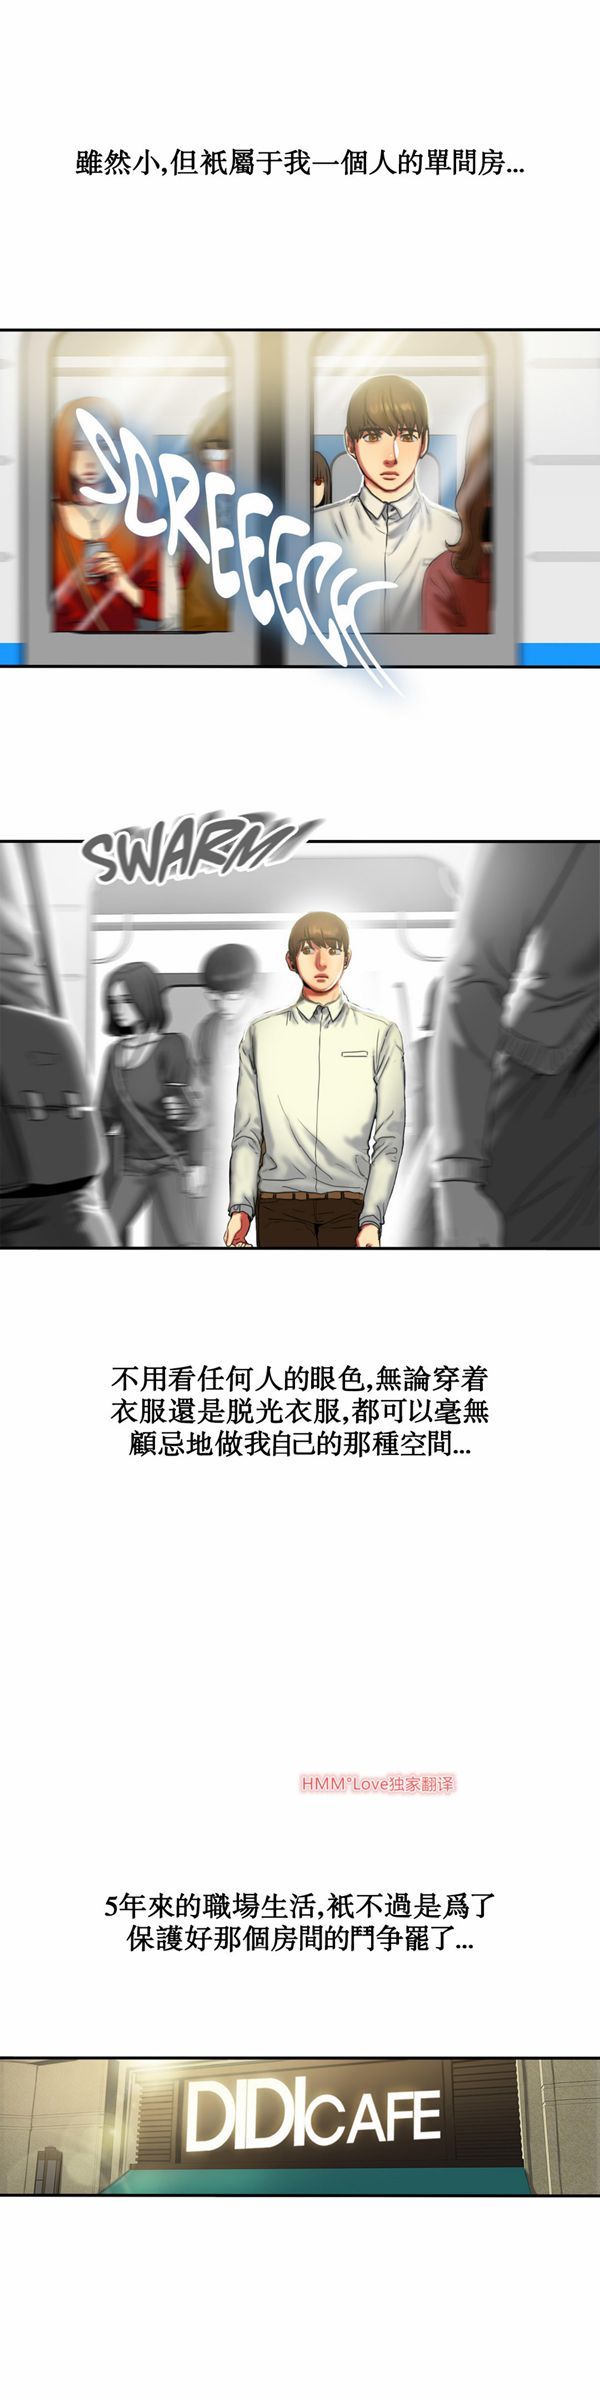 雖然小,但衹屬于我一個人的單間房...
SCREEECH
SWARM
不用看任何人的眼色,無論穿着
衣服還是脱光衣服,都可以毫無
顧忌地做我自己的那種空間...
HMM°Love独家翻译
5年來的職場生活,衹不過是爲了
保護好那個房間的鬥争罷了...
DIDI CAFE